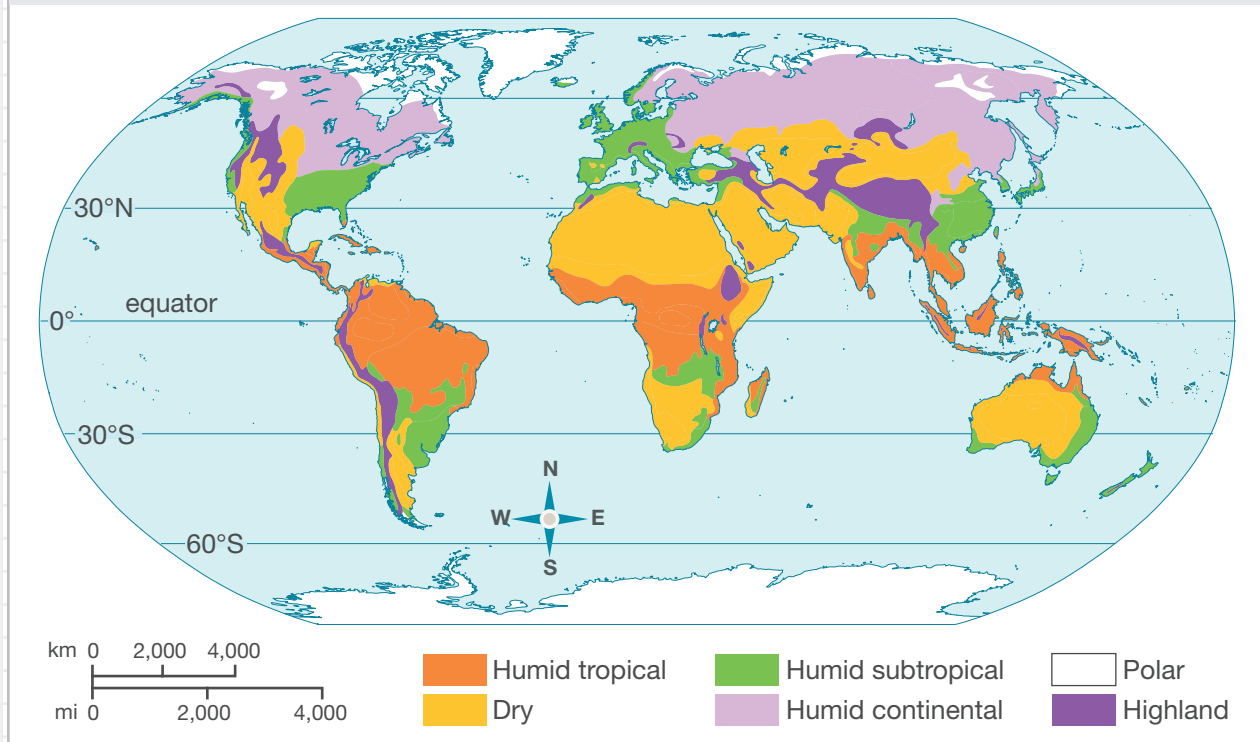 30°N
equator
0°
30°S
N
W E
S
60°S
km 0 2,000 4,000
mi 0 2,000 4,000
Humid tropical
Humid subtropical
Polar
Dry
Humid continental
Highland